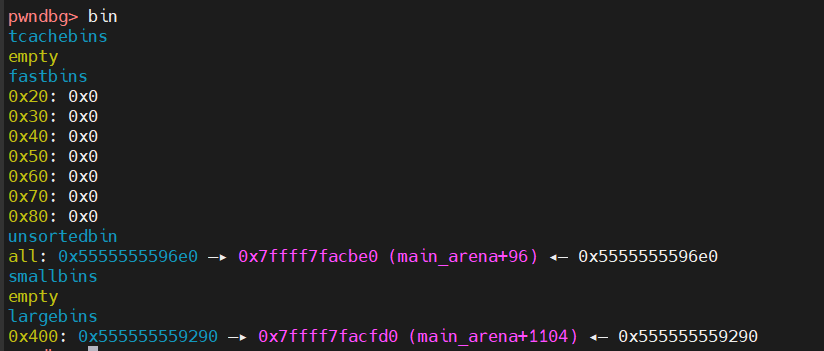 pwndbg> bin
tcachebins
empty
fastbins
0x20: 0x0
0x30: 0x0
0x40: 0x0
0x50: 0x0
0x60: 0x0
0x70: 0x0
0x80: 0x0
unsortedbin
all: 0x5555555596e0 —▸ 0x7ffff7facbe0 (main_arena+96) ◂— 0x5555555596e0
smallbins
empty
largebins
0x400: 0x555555559290 —▸ 0x7ffff7facfd0 (main_arena+1104) ◂— 0x555555559290